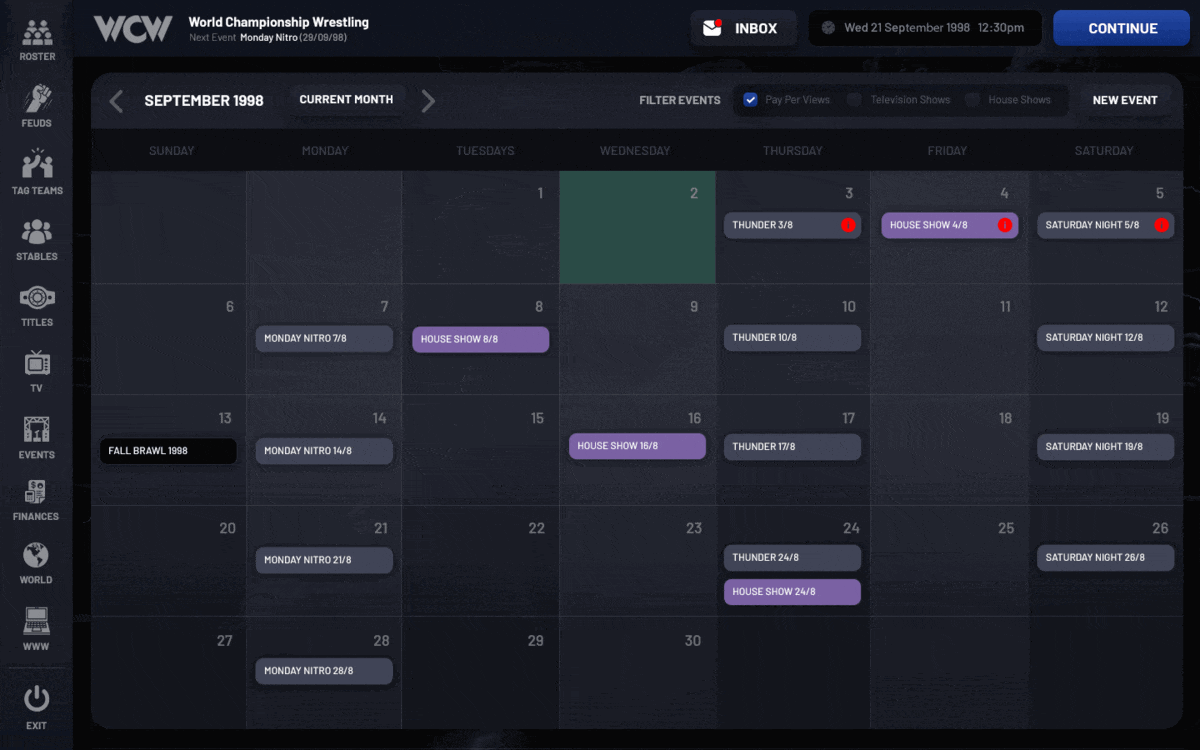 ROSTER
FEUDS
TAG TEAMS
STABLES
TITLES
TV
EVENTS
FINANCES
WORLD
WWW
EXIT
WCW
World Championship Wrestling
Next Event Monday Nitro (29/09/98)
INBOX
Wed 21 September 1998 12:30pm
CONTINUE
SEPTEMBER 1998
CURRENT MONTH
FILTER EVENTS
Pay Per Views
Television Shows
House Shows
NEW EVENT
SUNDAY MONDAY TUESDAYS WEDNESDAY THURSDAY FRIDAY SATURDAY
1 2 3 4 5
THUNDER 3/8 HOUSE SHOW 4/8 SATURDAY NIGHT 5/8
6 7 8 9 10 11 12
MONDAY NITRO 7/8 HOUSE SHOW 8/8 THUNDER 10/8 SATURDAY NIGHT 12/8
13 14 15 16 17 18 19
FALL BRAWL 1998 MONDAY NITRO 14/8 HOUSE SHOW 16/8 THUNDER 17/8 SATURDAY NIGHT 19/8
20 21 22 23 24 25 26
MONDAY NITRO 21/8 THUNDER 24/8 SATURDAY NIGHT 26/8
HOUSE SHOW 24/8
27 28 29 30
MONDAY NITRO 28/8